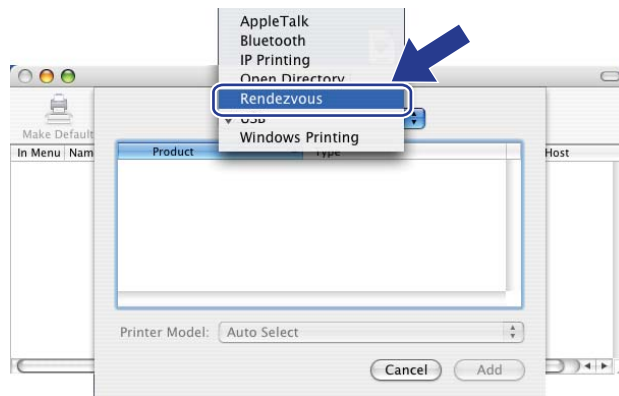 AppleTalk
Bluetooth
IP Printing
Open Directory
Rendezvous
USB
Windows Printing
Make Default
In Menu Nam Product Type Host
Printer Model: Auto Select
Cancel Add